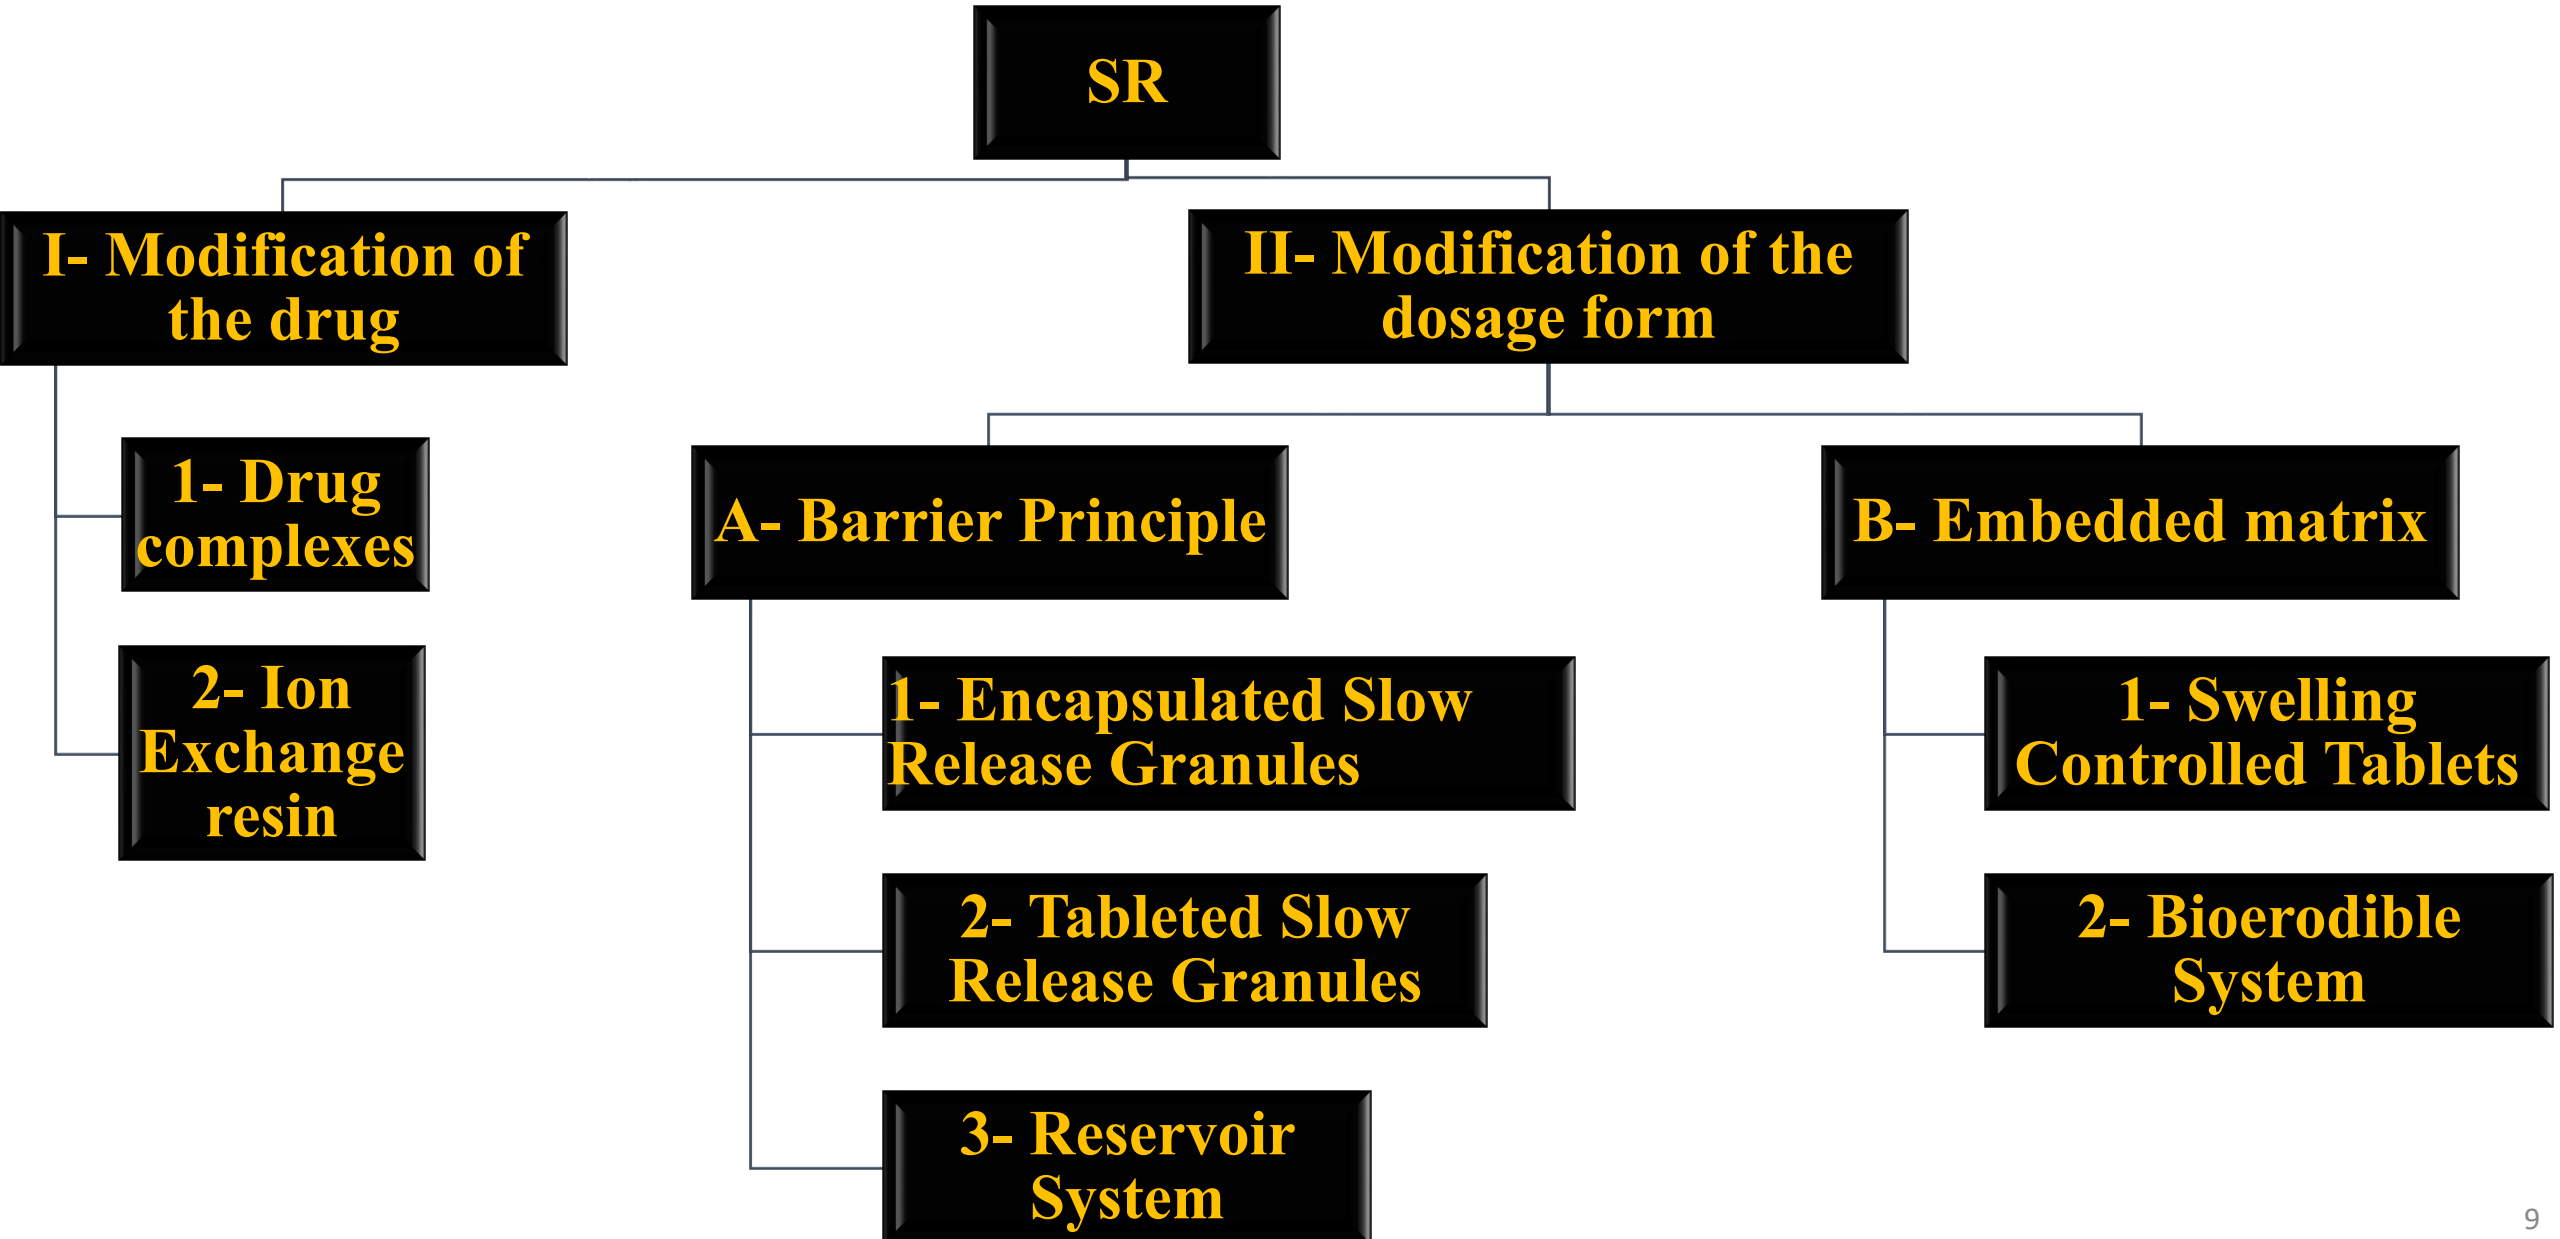 SR
I- Modification of
the drug
II- Modification of the
dosage form
1- Drug
complexes
2- Ion
Exchange
resin
A- Barrier Principle
1- Encapsulated Slow
Release Granules
2- Tableted Slow
Release Granules
3- Reservoir
System
B- Embedded matrix
1- Swelling
Controlled Tablets
2- Bioerodible
System
9